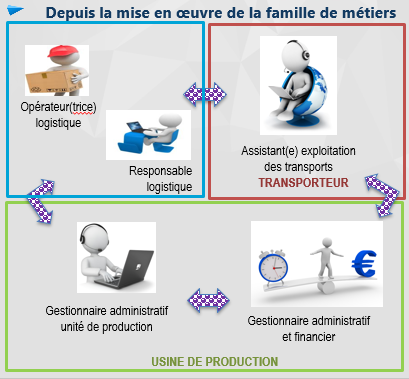 Depuis la mise en œuvre de la famille de métiers
Opérateur(trice)
logistique
Responsable
logistique
Assistant(e) exploitation
des transports
TRANSPORTEUR
Gestionnaire administratif
unité de production
Gestionnaire administratif
et financier
USINE DE PRODUCTION